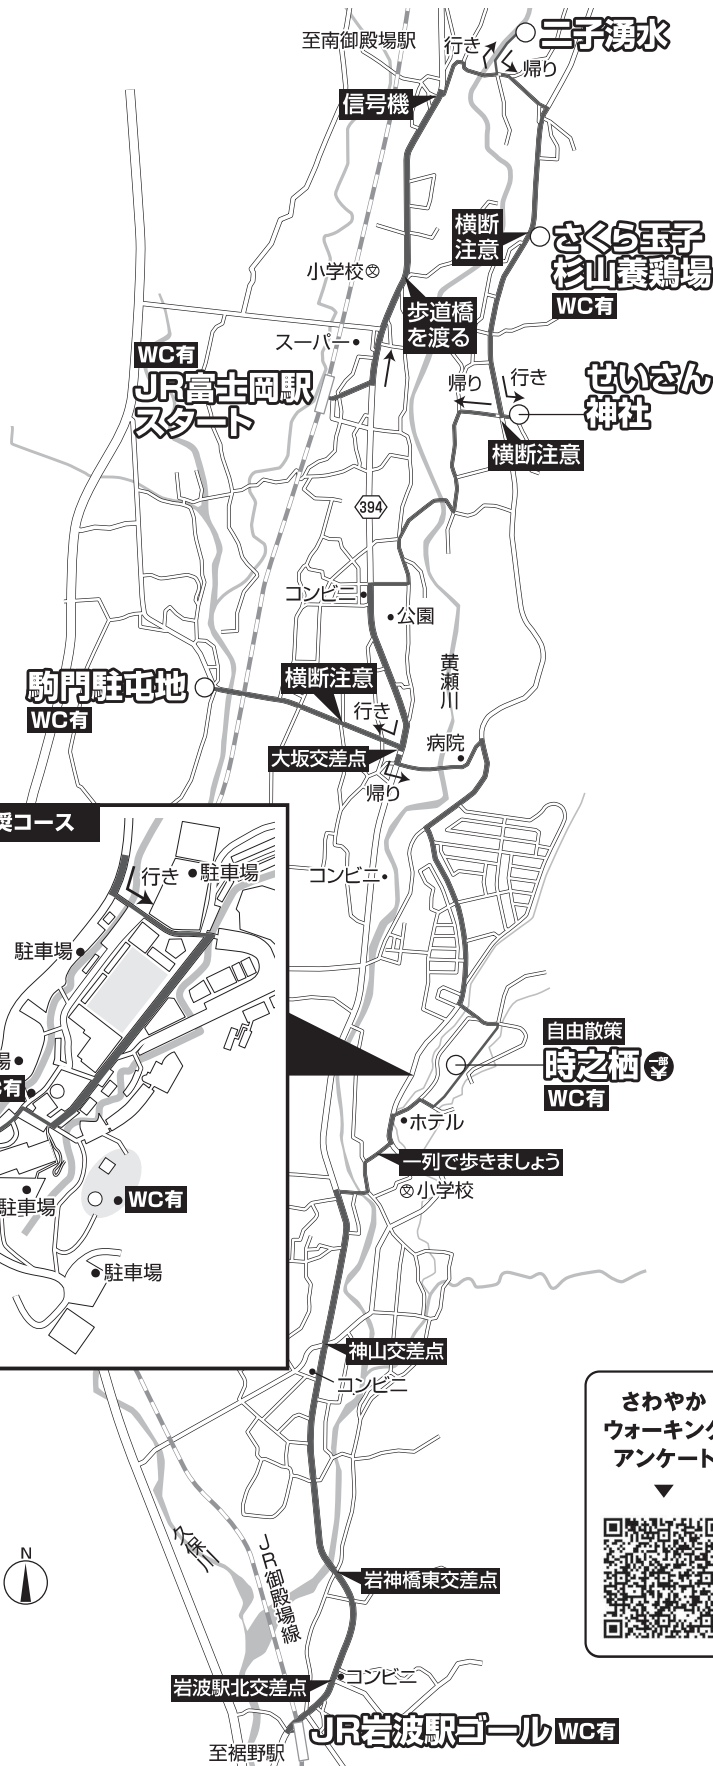 至南御殿場駅
行き
帰り
二子湧水
信号機
横断
注意
さくら玉子
杉山養鶏場
WC有
小学校
文
歩道橋
を渡る
スーパー
WC有
JR富士岡駅
スタート
帰り
行き
せいさん
神社
横断注意
394
コンビニ
公園
黄瀬川
駒門駐屯地
WC有
横断注意
行き
大坂交差点
病院
帰り
奨コース
行き
駐車場
駐車場
場
有
WC有
駐車場
駐車場
コンビニ
自由散策
時之栖
一部
WC有
ホテル
一列で歩きましょう
文
小学校
神山交差点
コンビニ
さわやか
ウォーキング
アンケート
久保川
JR御殿場線
N
岩神橋東交差点
岩波駅北交差点
コンビニ
JR岩波駅ゴール
WC有
至裾野駅